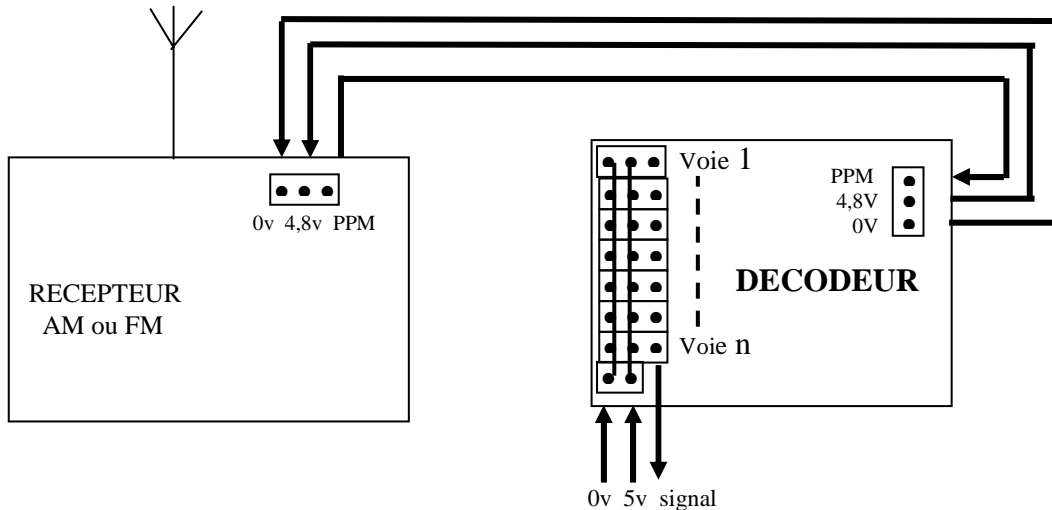 0v 4,8v PPM
RECEPTEUR
AM ou FM
Voie 1
PPM
4,8V
0V
DECODEUR
Voie n
0v 5v signal